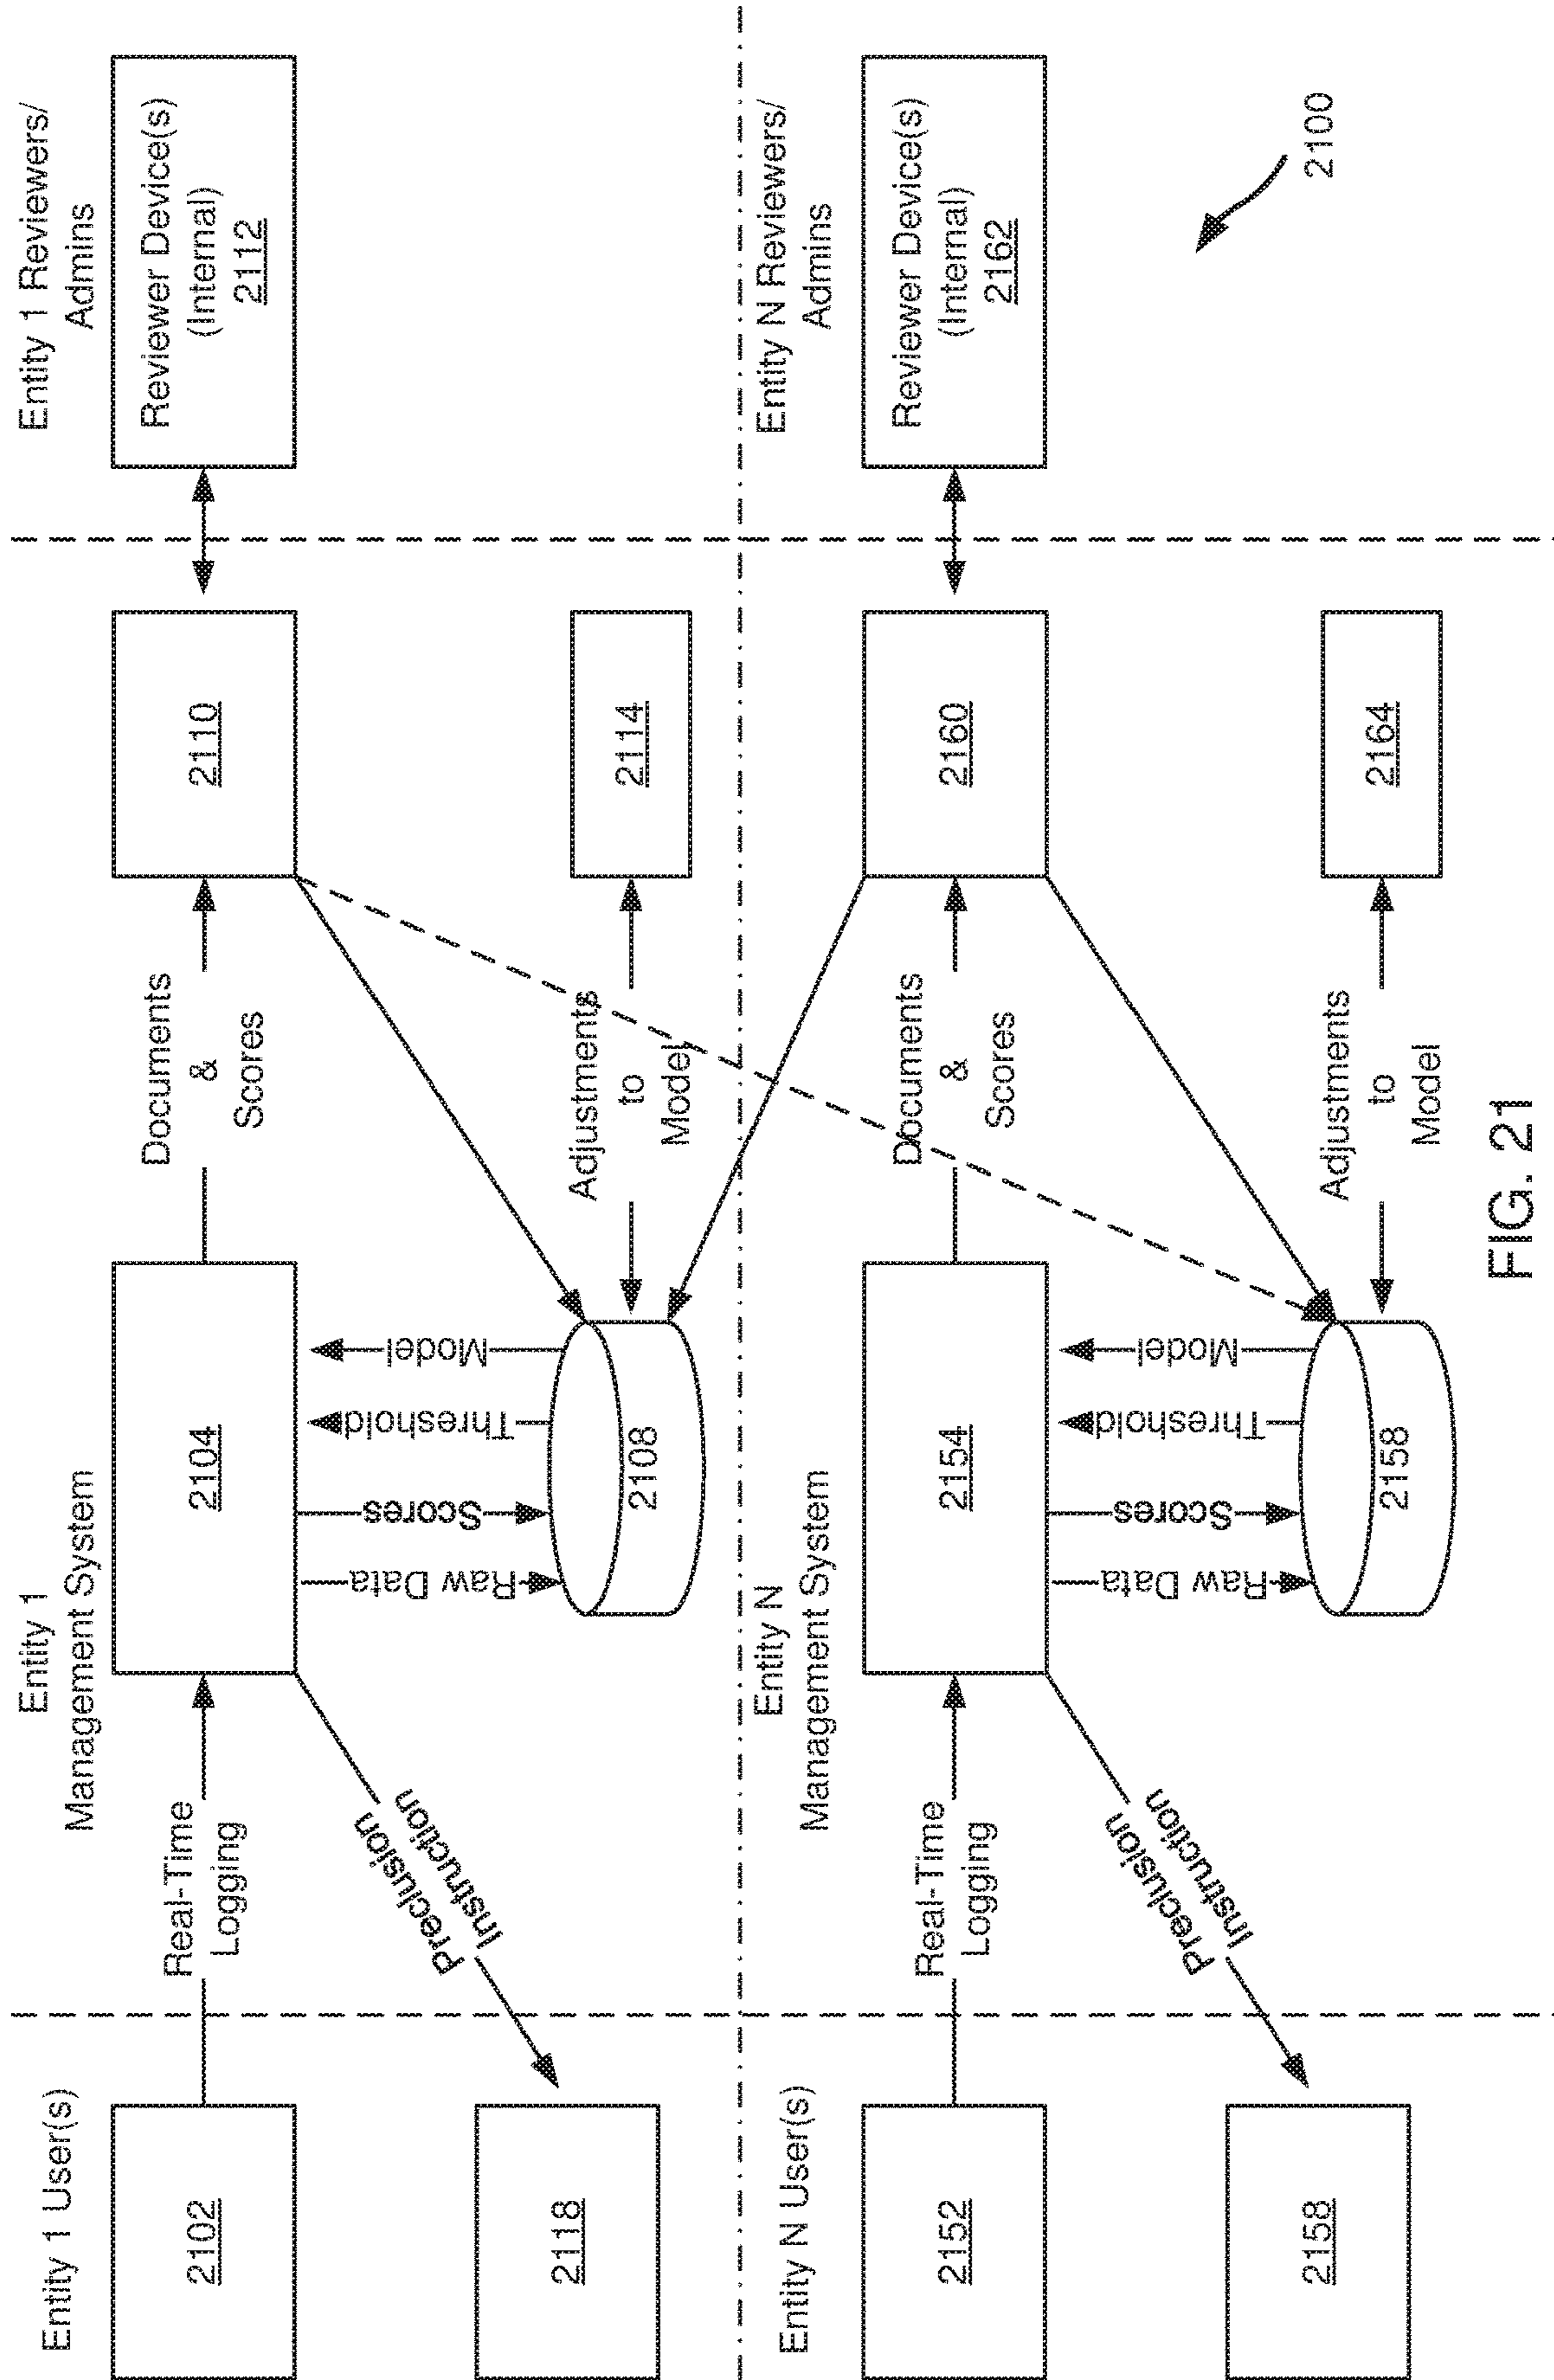 Entity 1 User(s)
2102
2118
Real-Time
Logging
Preclusion
Instruction
Entity 1
Management System
2104
Raw Data
Scores
Threshold
Model
2108
Documents
&
Scores
Adjustments
to
Model
2110
2114
Entity 1 Reviewers/
Admins
Reviewer Device(s)
(Internal)
2112
Entity N User(s)
2152
2158
Real-Time
Logging
Preclusion
Instruction
Entity N
Management System
2154
Raw Data
Scores
Threshold
Model
2158
Documents
&
Scores
Adjustments
to
Model
2160
2164
Entity N Reviewers/
Admins
Reviewer Device(s)
(Internal)
2162
2100
FIG. 21